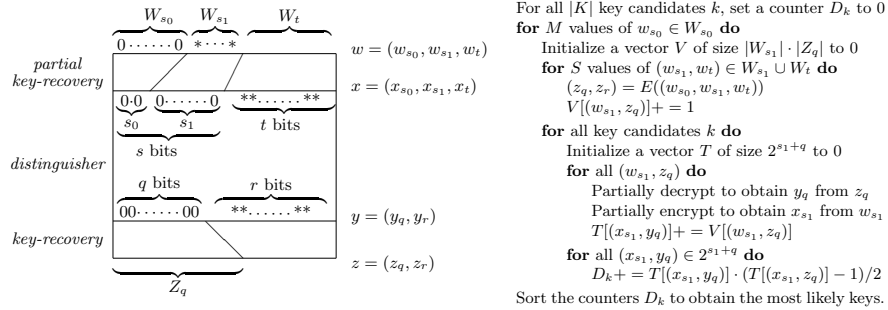 W_{s_0} W_{s_1} W_t
0······0 *···* w = (w_{s_0}, w_{s_1}, w_t)
partial
key-recovery
x = (x_{s_0}, x_{s_1}, x_t)
0·0 0······0 **······**
s_0 s_1 t bits
s bits
distinguisher
q bits r bits
00······00 **······** y = (y_q, y_r)
key-recovery
z = (z_q, z_r)
Z_q
For all |K| key candidates k, set a counter D_k to 0
for M values of w_{s_0} ∈ W_{s_0} do
Initialize a vector V of size |W_{s_1}| · |Z_q| to 0
for S values of (w_{s_1}, w_t) ∈ W_{s_1} ∪ W_t do
(z_q, z_r) = E((w_{s_0}, w_{s_1}, w_t))
V[(w_{s_1}, z_q)]+ = 1
for all key candidates k do
Initialize a vector T of size 2^{s_1+q} to 0
for all (w_{s_1}, z_q) do
Partially decrypt to obtain y_q from z_q
Partially encrypt to obtain x_{s_1} from w_{s_1}
T[(x_{s_1}, y_q)]+ = V[(w_{s_1}, z_q)]
for all (x_{s_1}, y_q) ∈ 2^{s_1+q} do
D_k+ = T[(x_{s_1}, y_q)] · (T[(x_{s_1}, z_q)] − 1)/2
Sort the counters D_k to obtain the most likely keys.